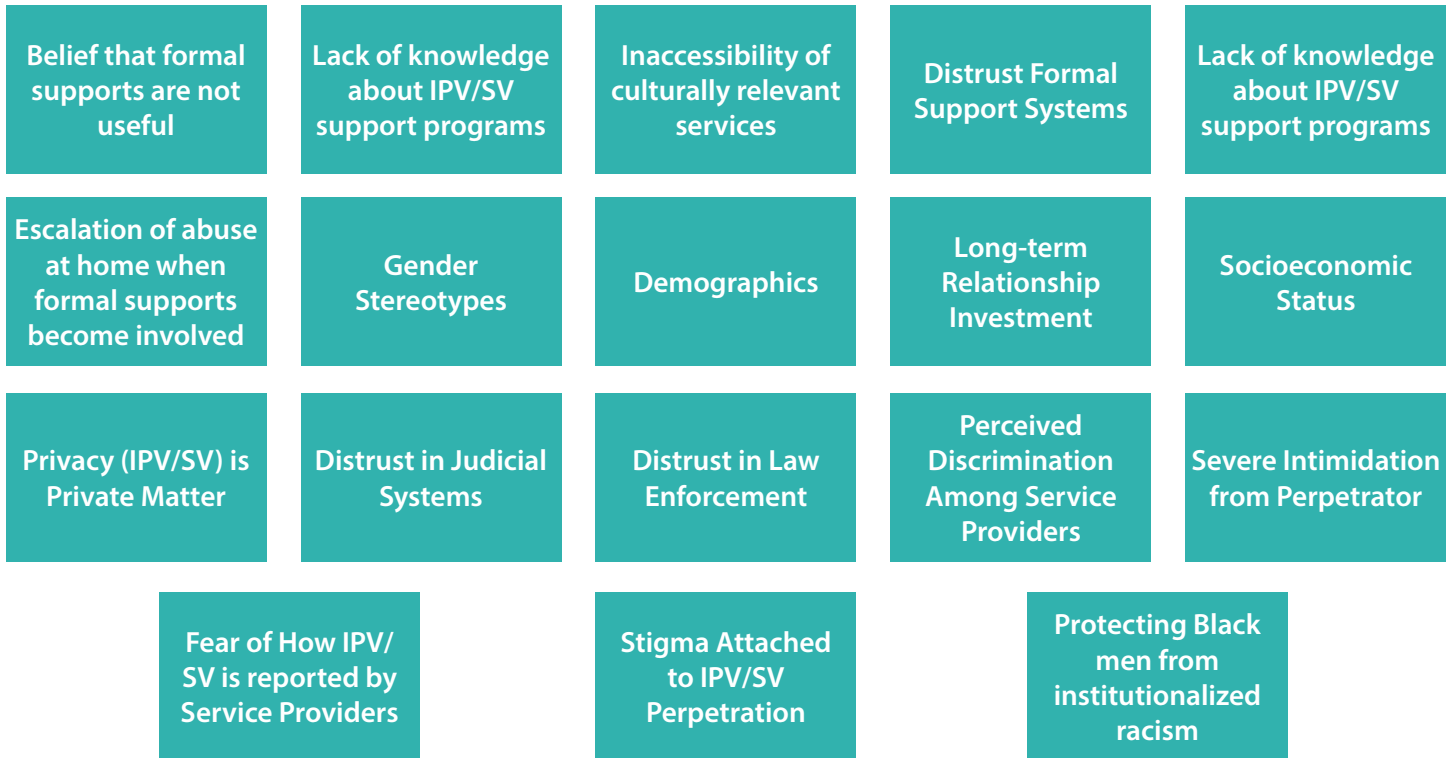 Belief that formal
supports are not
useful
Lack of knowledge
about IPV/SV
support programs
Inaccessibility of
culturally relevant
services
Distrust Formal
Support Systems
Lack of knowledge
about IPV/SV
support programs
Escalation of abuse
at home when
formal supports
become involved
Gender
Stereotypes
Demographics
Long-term
Relationship
Investment
Socioeconomic
Status
Privacy (IPV/SV) is
Private Matter
Distrust in Judicial
Systems
Distrust in Law
Enforcement
Perceived
Discrimination
Among Service
Providers
Severe Intimidation
from Perpetrator
Fear of How IPV/
SV is reported by
Service Providers
Stigma Attached
to IPV/SV
Perpetration
Protecting Black
men from
institutionalized
racism